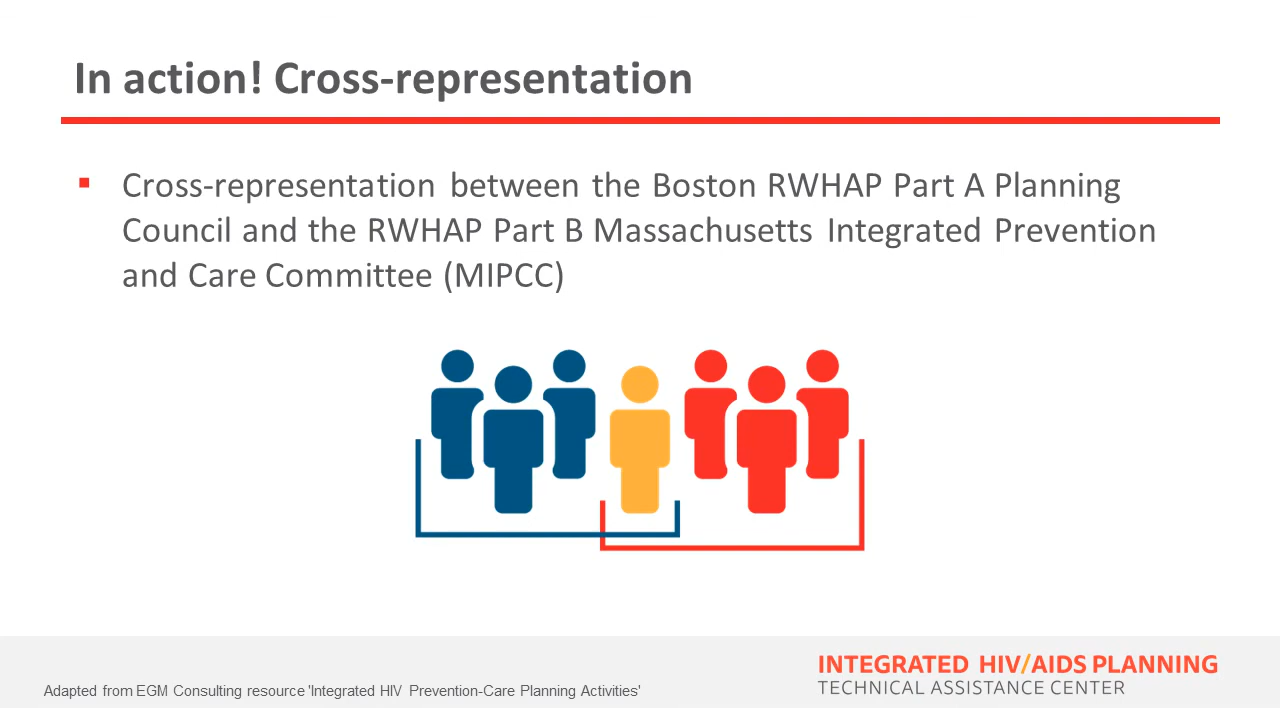 In action! Cross-representation
Cross-representation between the Boston RWHAP Part A Planning
Council and the RWHAP Part B Massachusetts Integrated Prevention
and Care Committee (MIPCC)
Adapted from EGM Consulting resource 'Integrated HIV Prevention-Care Planning Activities'
INTEGRATED HIV/AIDS PLANNING
TECHNICAL ASSISTANCE CENTER